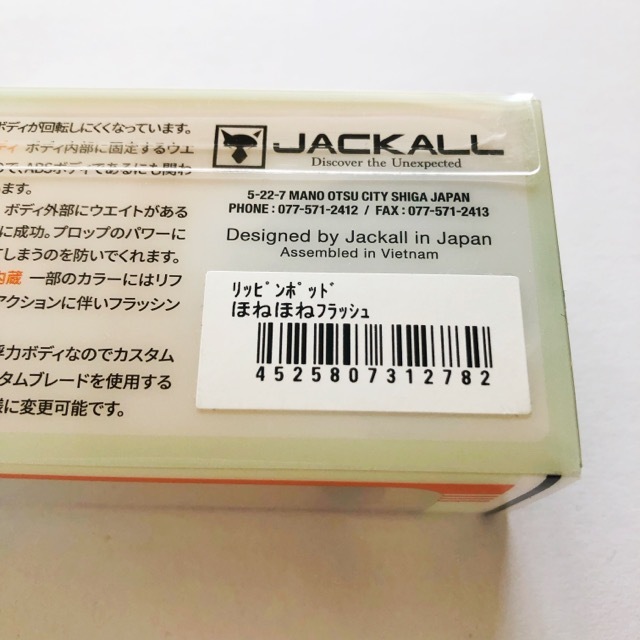 ボディが回転しにくくなっています。
ディ ボディ内部に固定するウエ
ので、ABSボディであるにも関わ
ます。
ボディ外部にウエイトがある
に成功。プロップのパワーに
てしまうのを防いでくれます。
内蔵 一部のカラーにはリフ
アクションに伴いフラッシン
浮力ボディなのでカスタム
タムブレードを使用する
様に変更可能です。
JACKALL
Discover the Unexpected
5-22-7 MANO OTSU CITY SHIGA JAPAN
PHONE : 077-571-2412 / FAX : 077-571-2413
Designed by Jackall in Japan
Assembled in Vietnam
ﾘｯﾋﾟﾝﾎﾟｯﾄﾞ
ほねほねﾌﾗｯｼｭ
4525807312782